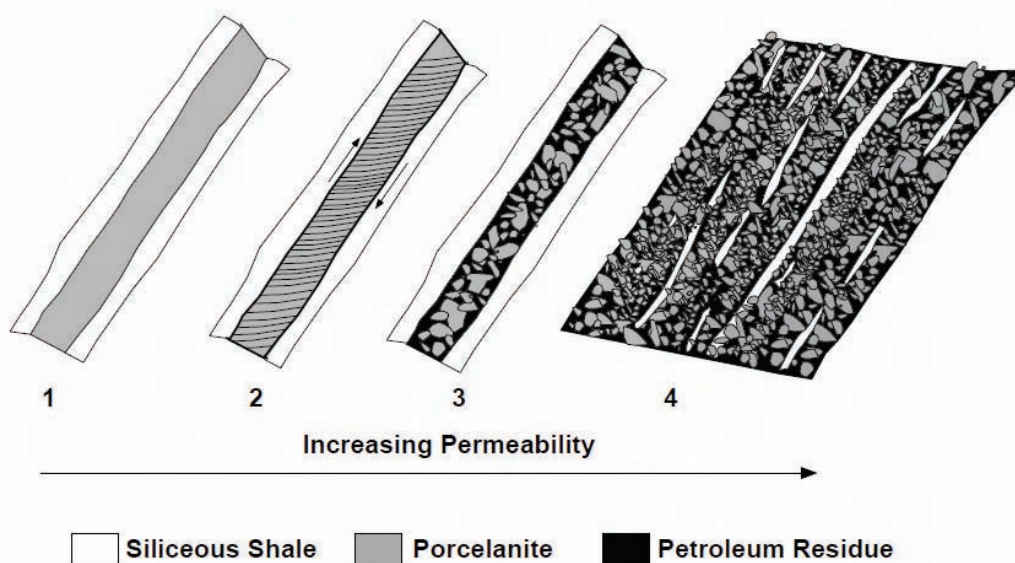 1 2 3 4
Increasing Permeability
Siliceous Shale Porcelanite Petroleum Residue